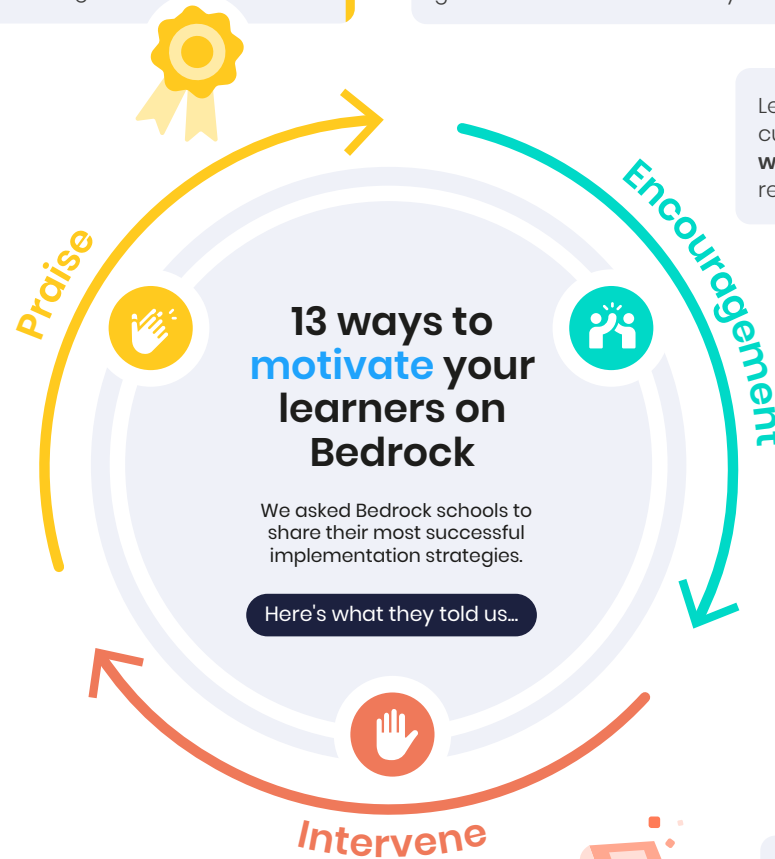 Praise
Encouragement
13 ways to
motivate your
learners on
Bedrock
We asked Bedrock schools to
share their most successful
implementation strategies.
Here's what they told us...
Intervene